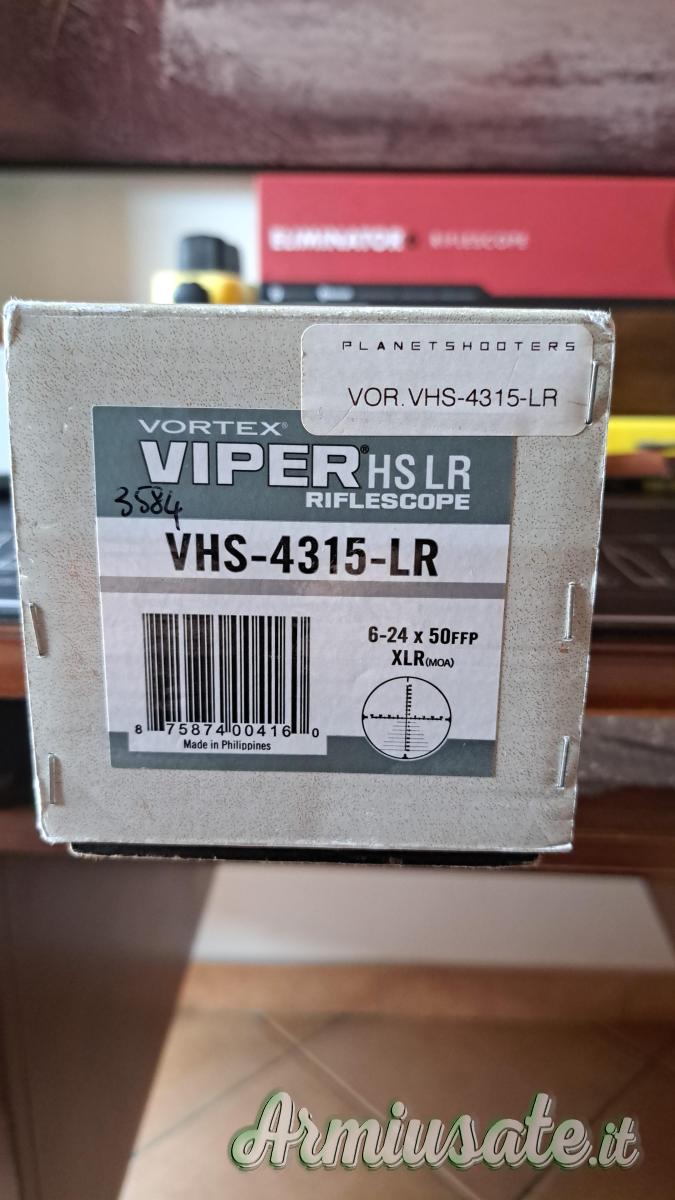 ELIMINATOR
RIFLESCOPE
PLANETSHOOTERS
VOR.VHS-4315-LR
VORTEX®
VIPER® HS LR
RIFLESCOPE
3584
VHS-4315-LR
6-24 x 50FFP
XLR(MOA)
8 75874 00416 0
Made in Philippines
Armiusate.it